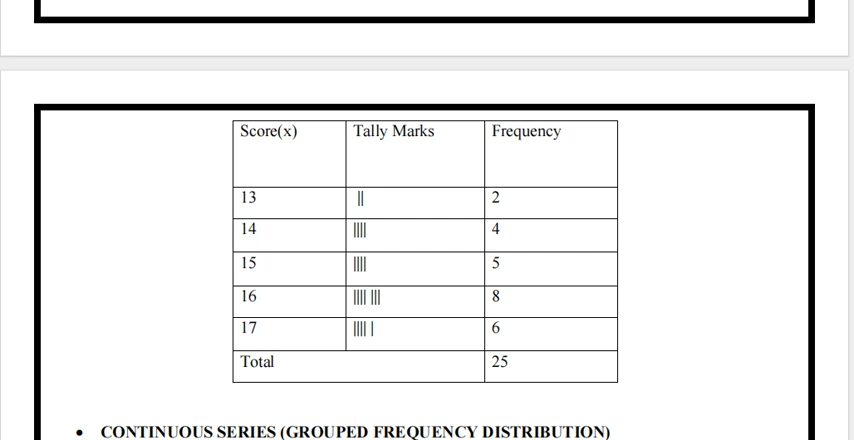 Score(x) Tally Marks Frequency
13 || 2
14 |||| 4
15 |||| 5
16 |||| ||| 8
17 |||| | 6
Total 25
• CONTINUOUS SERIES (GROUPED FREQUENCY DISTRIBUTION)